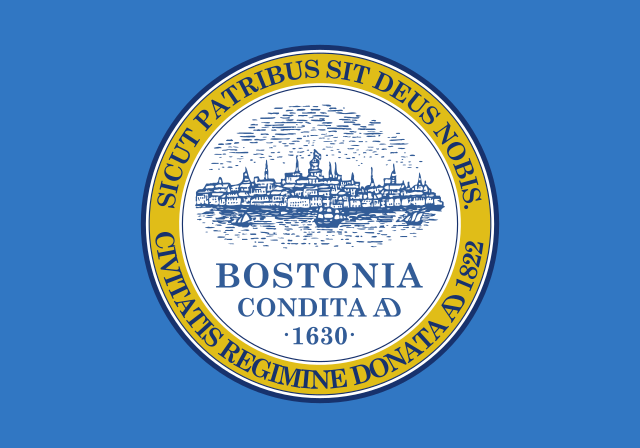 SICUT PATRIBUS SIT DEUS NOBIS.
BOSTONIA
CONDITA AD
·1630·
CIVITATIS REGIMINE DONATA AD 1822